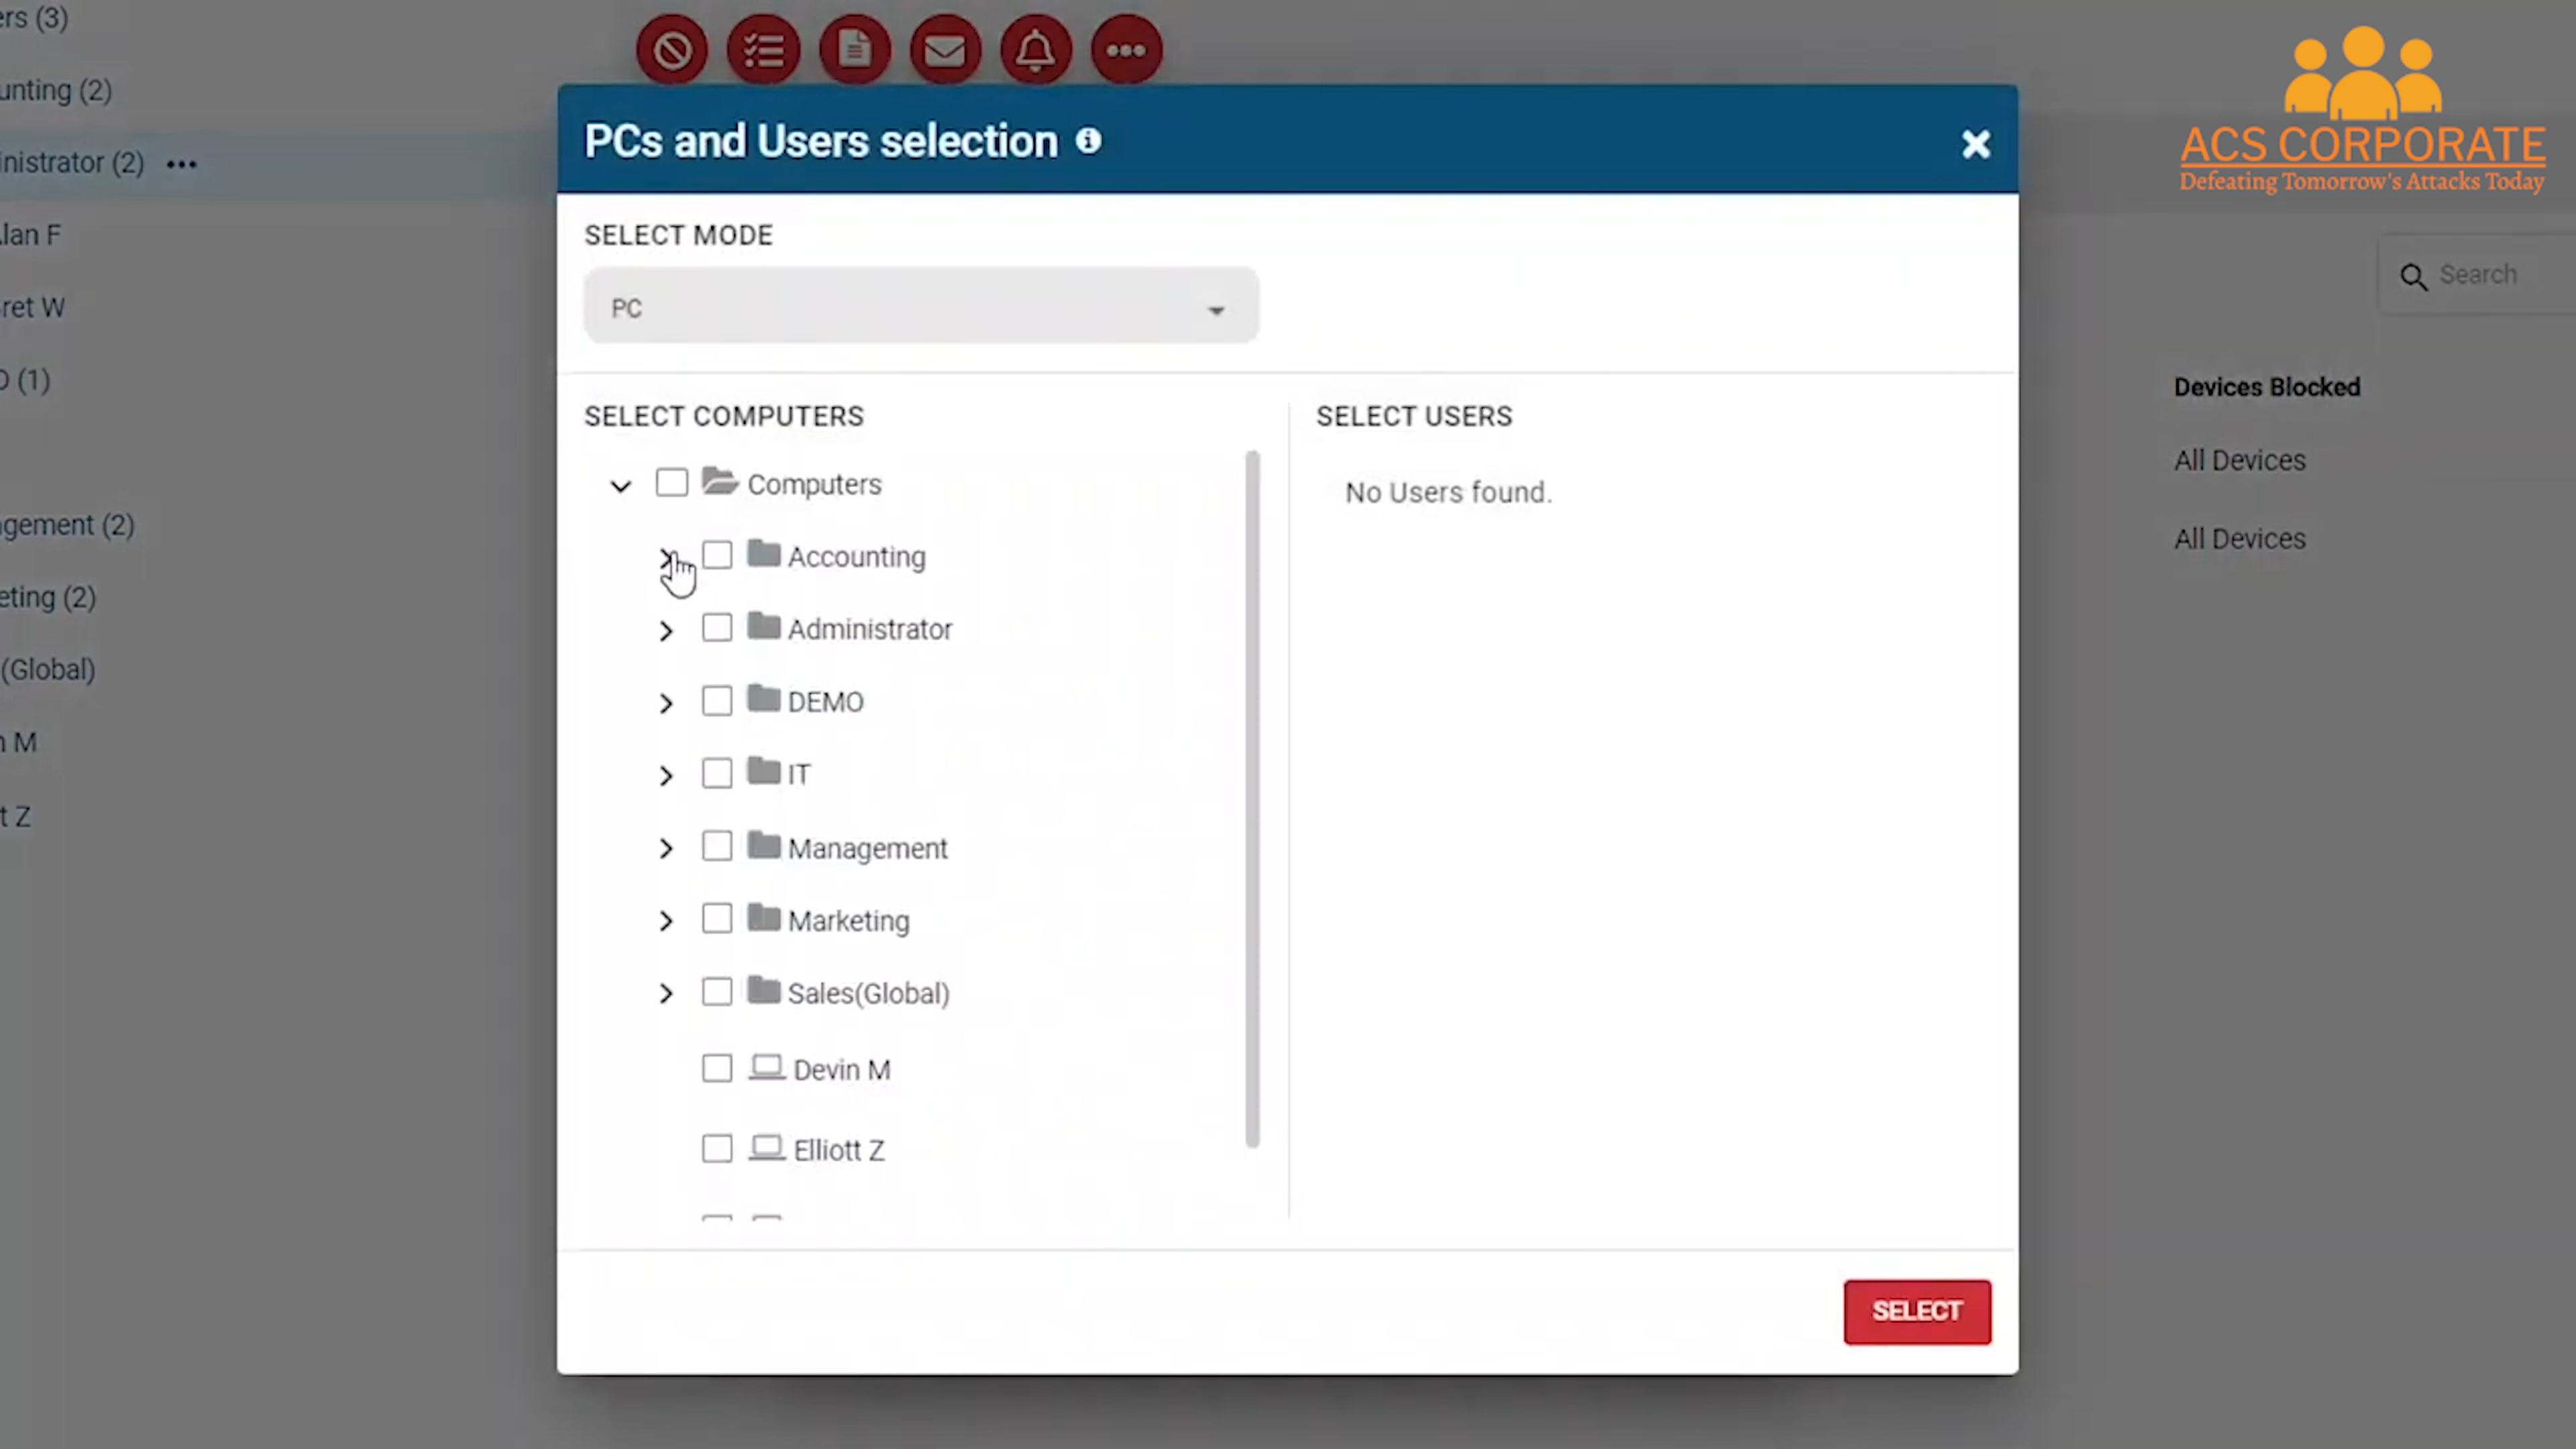 ers (3)
unting (2)
inistrator (2) •••
Alan F
ret W
O (1)
gement (2)
eting (2)
(Global)
n M
t Z
PCs and Users selection
SELECT MODE
PC
SELECT COMPUTERS
Computers
Accounting
Administrator
DEMO
IT
Management
Marketing
Sales(Global)
Devin M
Elliott Z
SELECT USERS
No Users found.
SELECT
ACS CORPORATE
Defeating Tomorrow's Attacks Today
Search
Devices Blocked
All Devices
All Devices